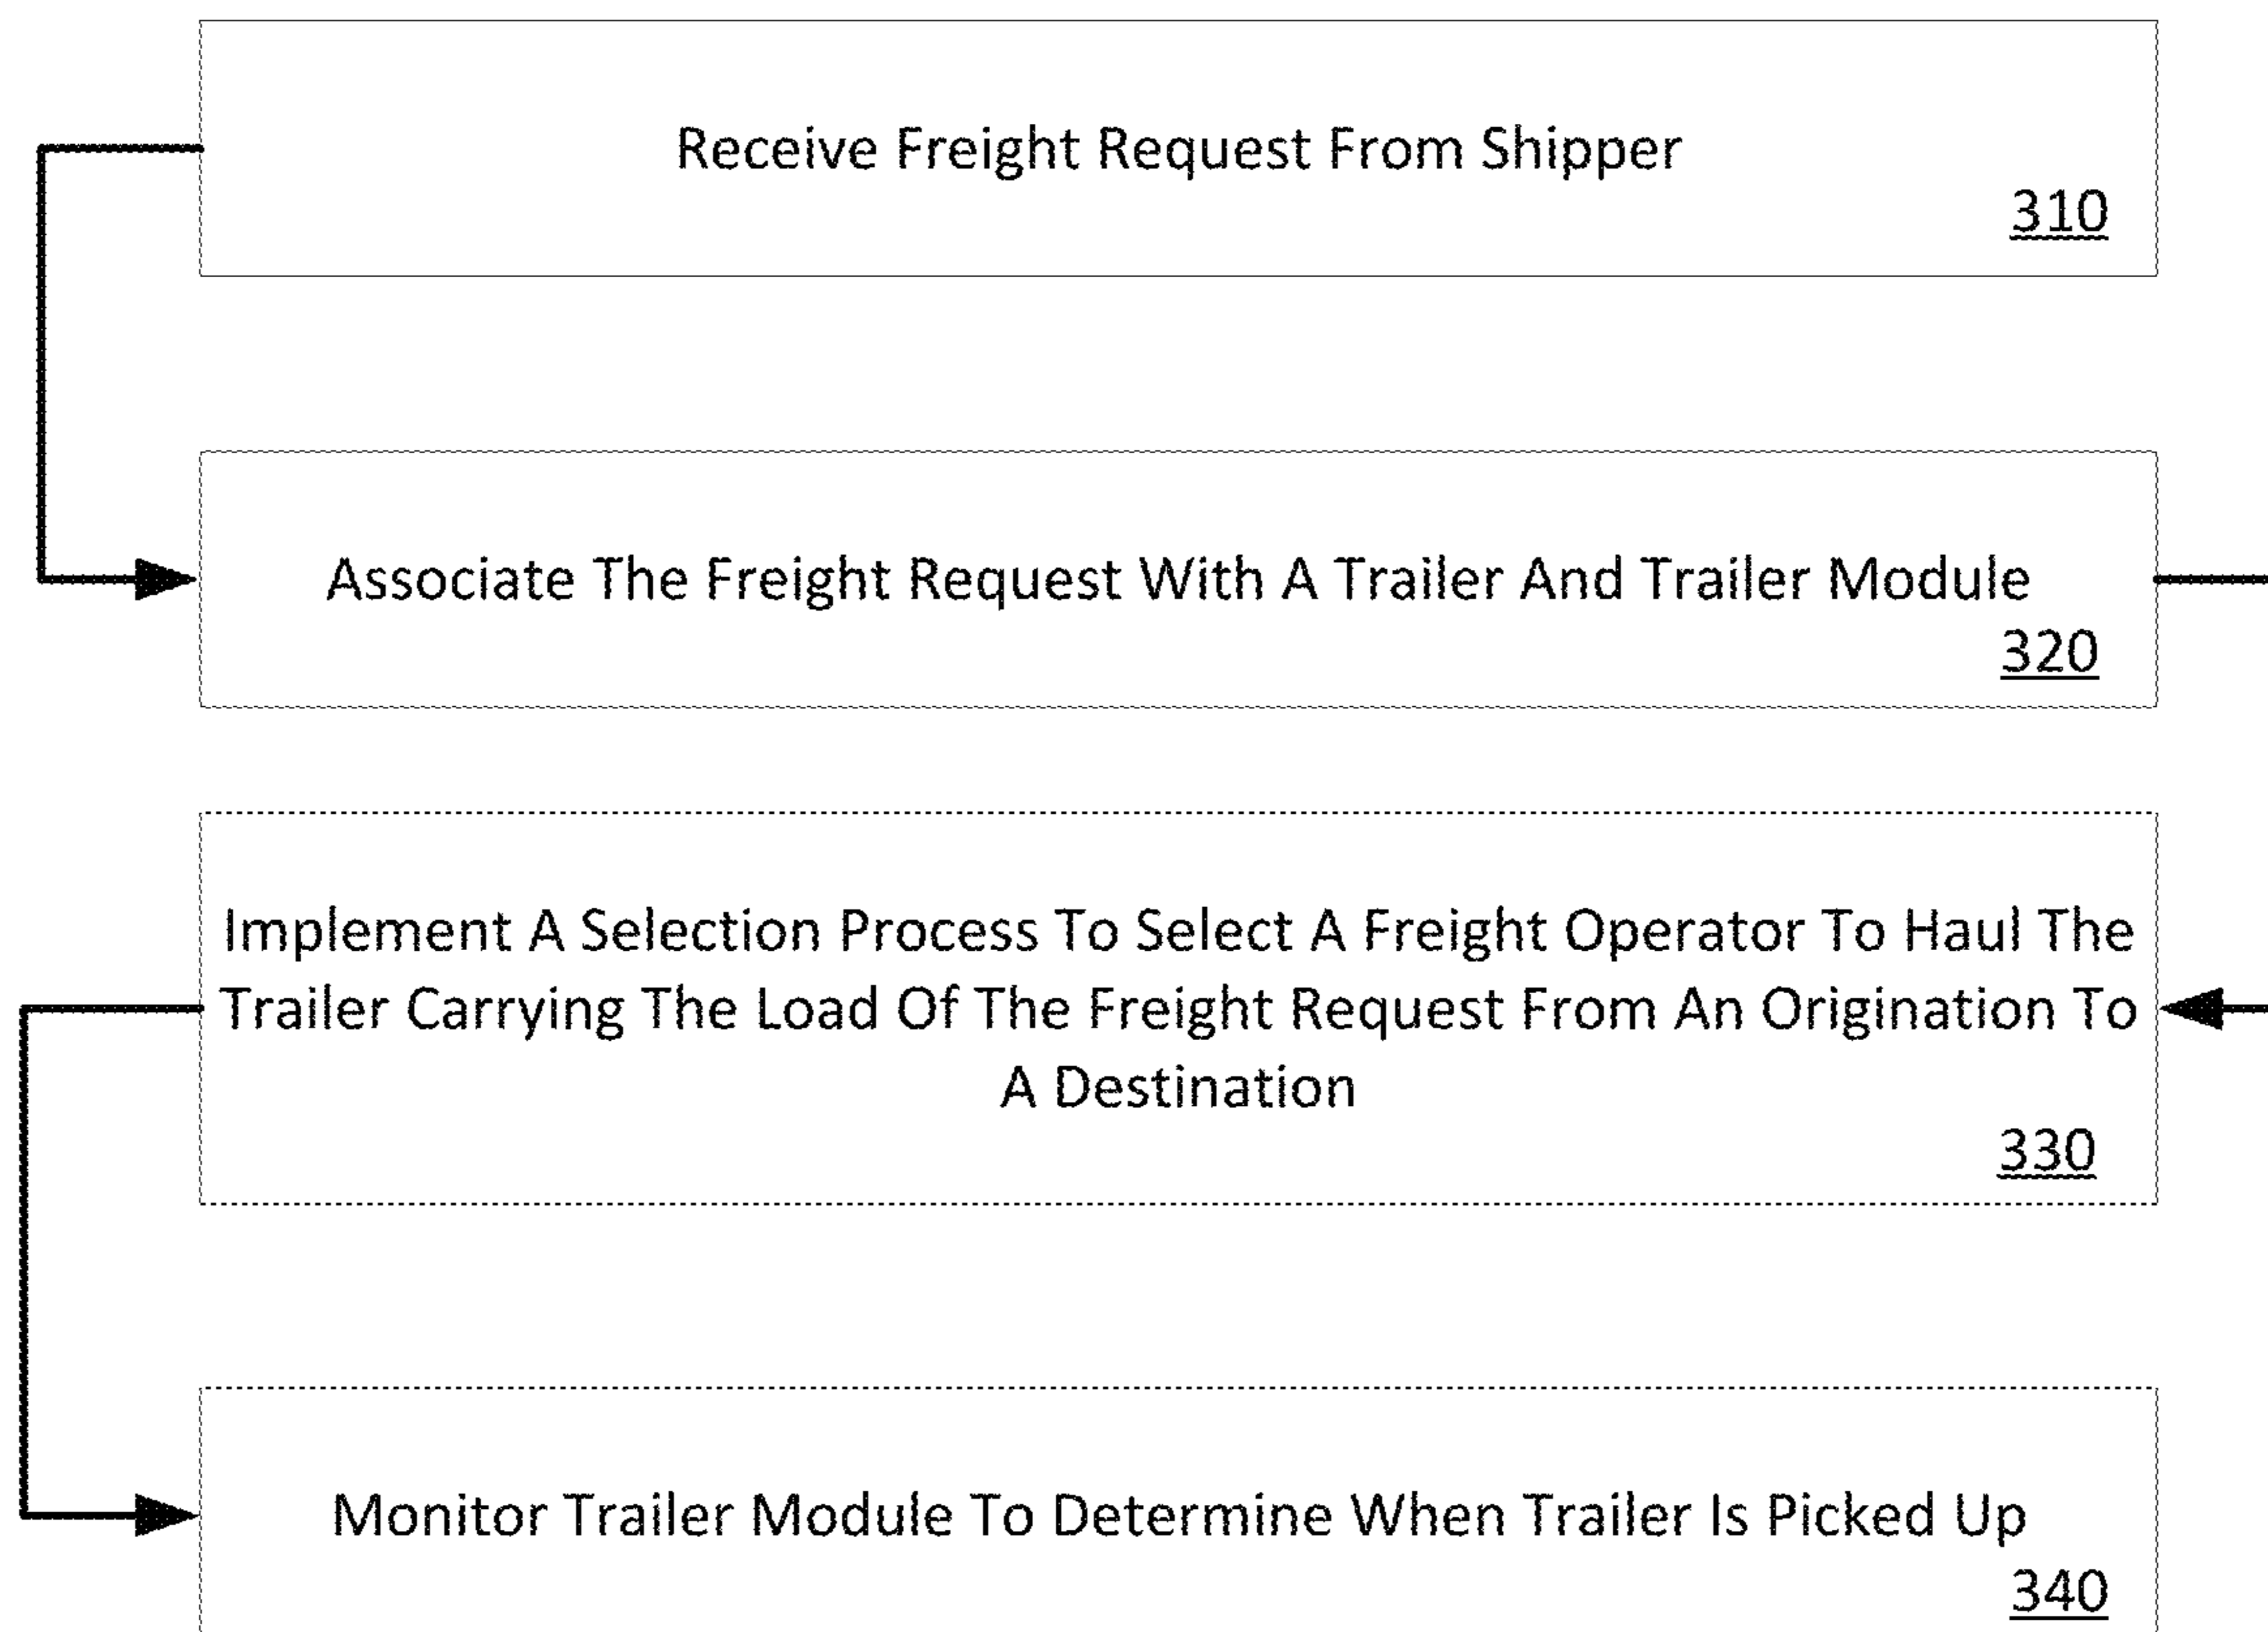 Receive Freight Request From Shipper
310
Associate The Freight Request With A Trailer And Trailer Module
320
Implement A Selection Process To Select A Freight Operator To Haul The
Trailer Carrying The Load Of The Freight Request From An Origination To
A Destination
330
Monitor Trailer Module To Determine When Trailer Is Picked Up
340